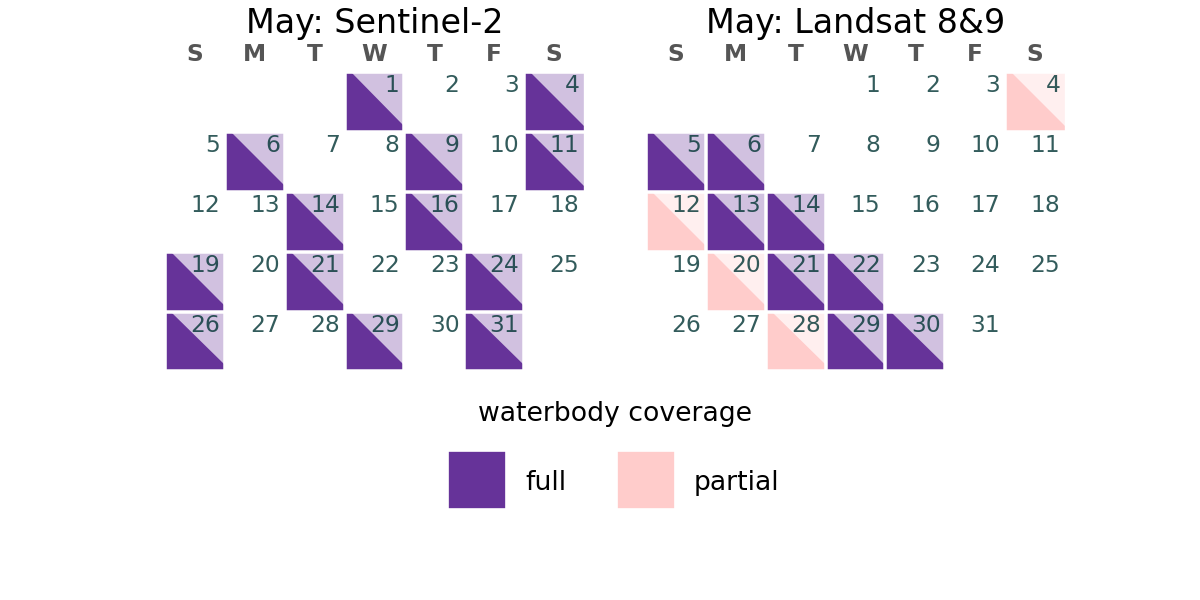 May: Sentinel-2
S M T W T F S
1 2 3 4
5 6 7 8 9 10 11
12 13 14 15 16 17 18
19 20 21 22 23 24 25
26 27 28 29 30 31
May: Landsat 8&9
S M T W T F S
1 2 3 4
5 6 7 8 9 10 11
12 13 14 15 16 17 18
19 20 21 22 23 24 25
26 27 28 29 30 31
waterbody coverage
full
partial